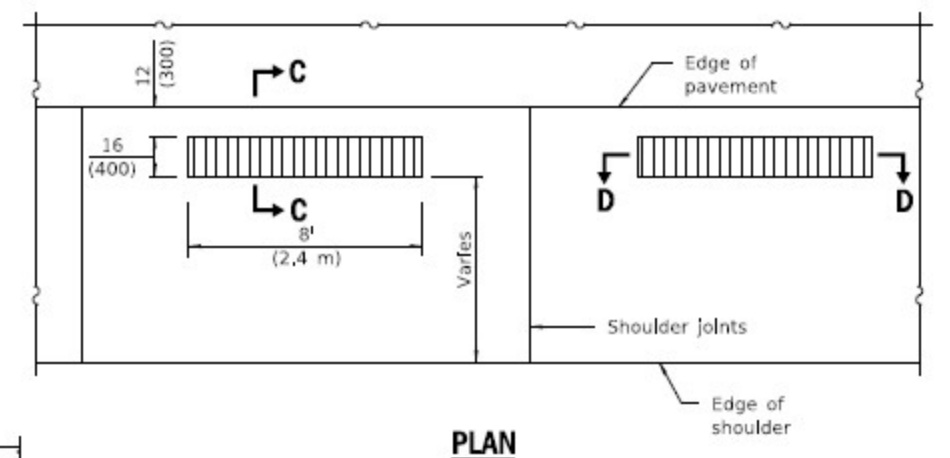 12
(300)
C
Edge of
pavement
16
(400)
D
D
C
8'
(2.4 m)
Varies
Shoulder joints
Edge of
shoulder
PLAN